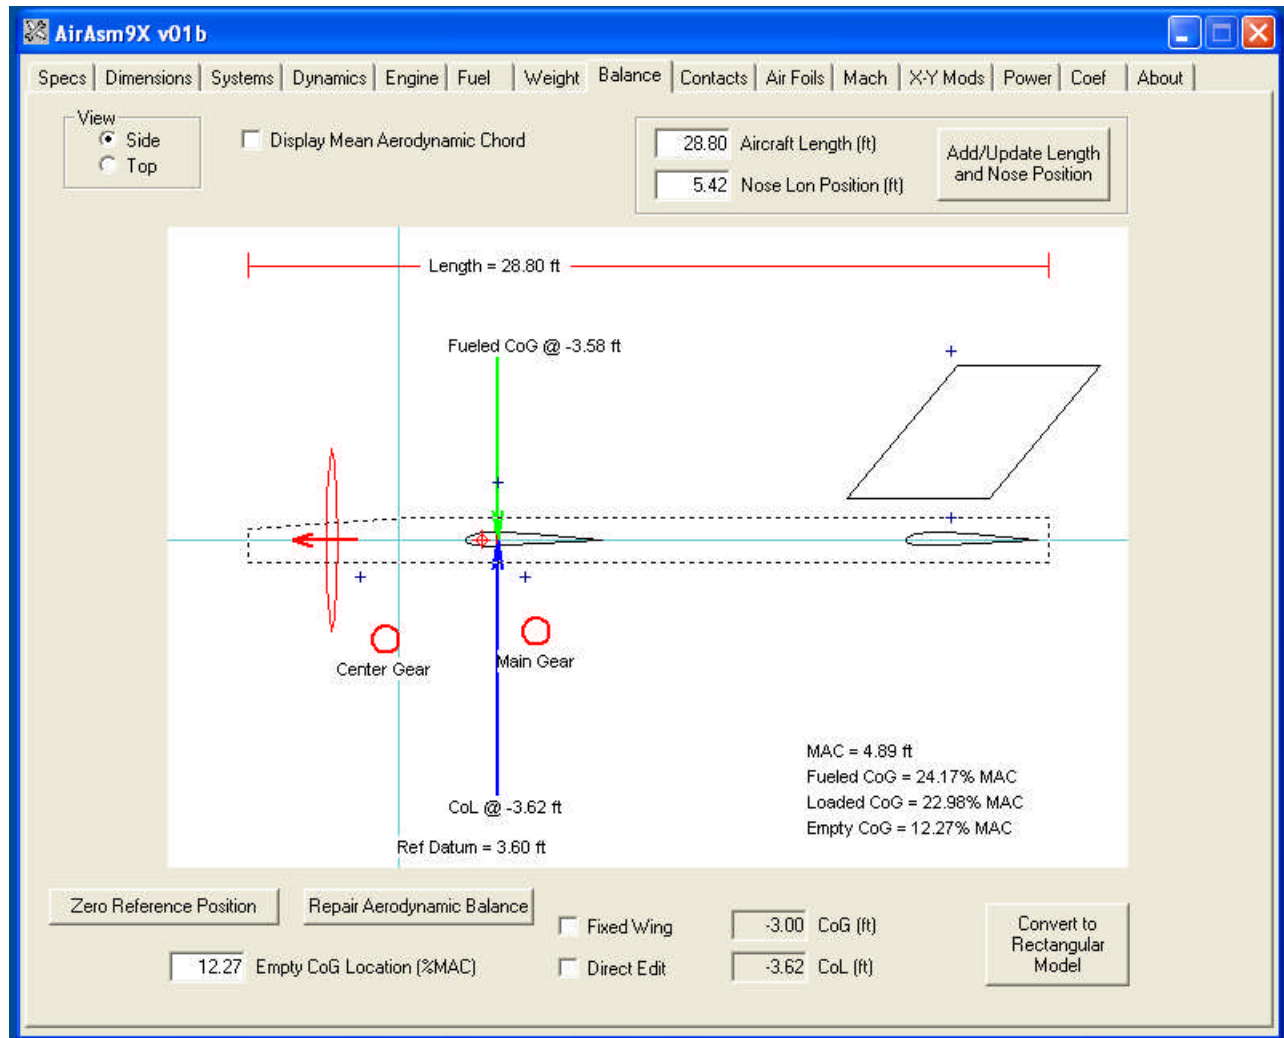 AirAsm9X v01b
Specs Dimensions Systems Dynamics Engine Fuel Weight Balance Contacts Air Foils Mach X-Y Mods Power Coef About
View
Side
Top
Display Mean Aerodynamic Chord
28.80 Aircraft Length (ft)
5.42 Nose Lon Position (ft)
Add/Update Length
and Nose Position
Length = 28.80 ft
Fueled CoG @ -3.58 ft
Center Gear
Main Gear
MAC = 4.89 ft
Fueled CoG = 24.17% MAC
Loaded CoG = 22.98% MAC
Empty CoG = 12.27% MAC
CoL @ -3.62 ft
Ref Datum = 3.60 ft
Zero Reference Position
Repair Aerodynamic Balance
12.27 Empty CoG Location (%MAC)
Fixed Wing
Direct Edit
-3.00 CoG (ft)
-3.62 CoL (ft)
Convert to
Rectangular
Model